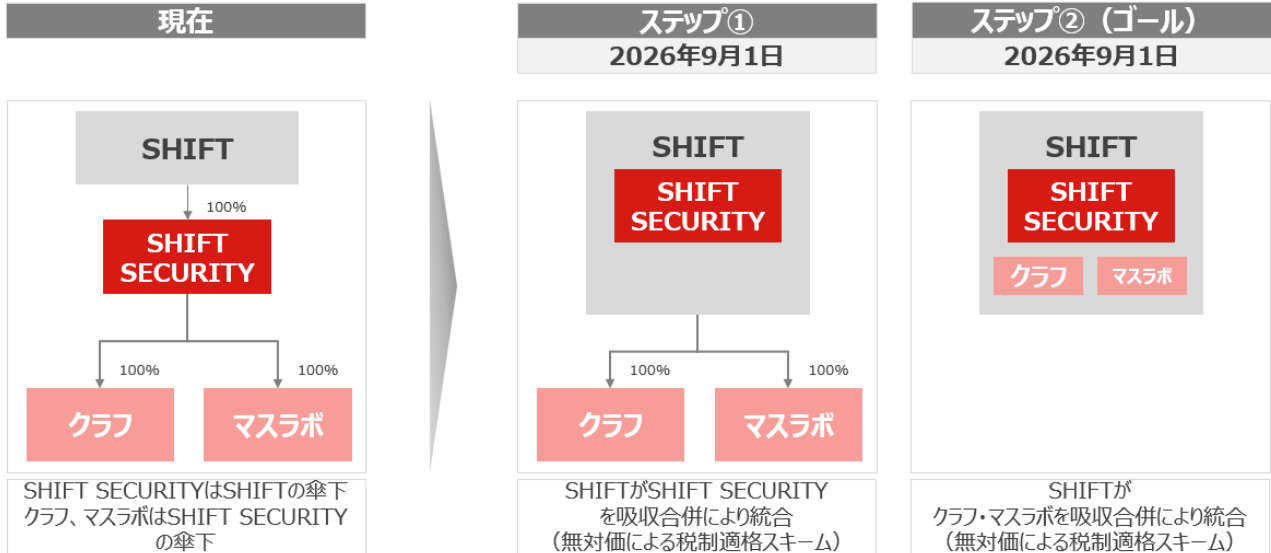 現在
SHIFT
100%
SHIFT
SECURITY
100%
100%
クラフ
マスラボ
SHIFT SECURITYはSHIFTの傘下
クラフ、マスラボはSHIFT SECURITY
の傘下
ステップ①
2026年9月1日
SHIFT
SHIFT
SECURITY
100%
100%
クラフ
マスラボ
SHIFTがSHIFT SECURITY
を吸収合併により統合
（無対価による税制適格スキーム）
ステップ②（ゴール）
2026年9月1日
SHIFT
SHIFT
SECURITY
クラフ
マスラボ
SHIFTが
クラフ・マスラボを吸収合併により統合
（無対価による税制適格スキーム）